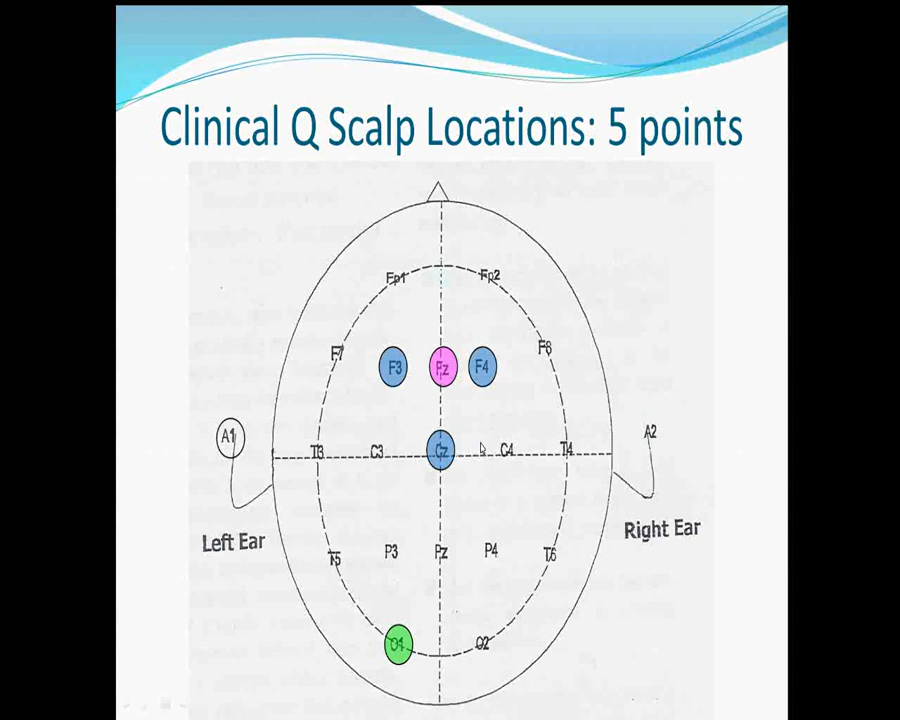 Clinical Q Scalp Locations: 5 points
Fp1 Fp2
F7 F3 Fz F4 F8
A1 A2
T3 C3 Cz C4 T4
Left Ear Right Ear
T5 P3 Pz P4 T6
O1 O2